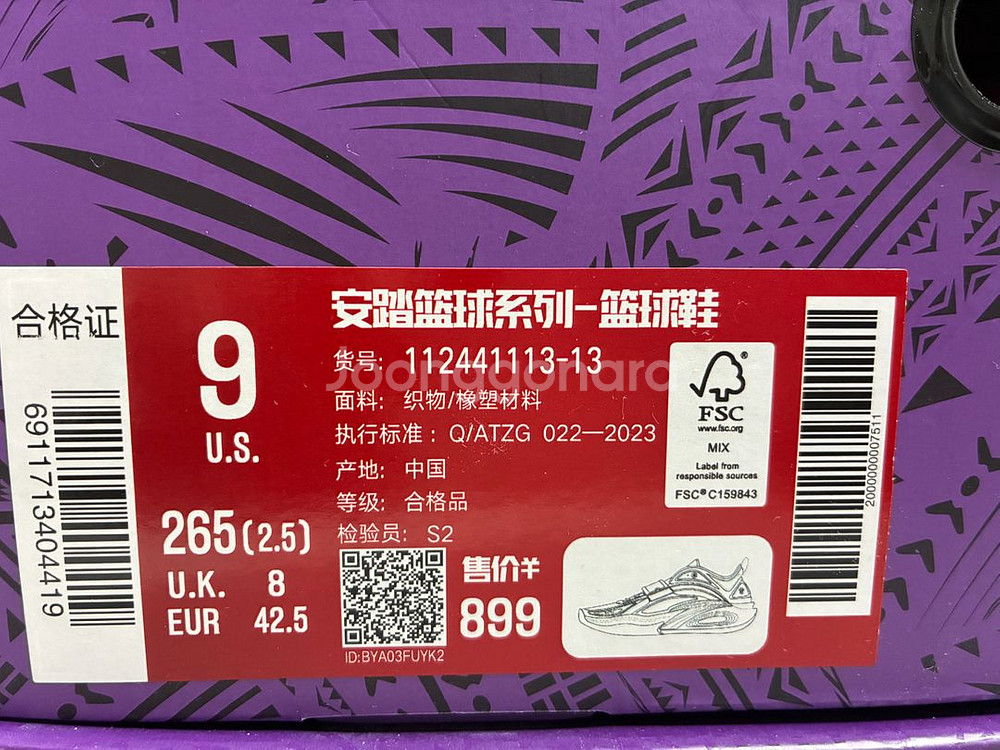 合格证
6911713404419
9
U.S.
265(2.5)
U.K. 8
EUR 42.5
安踏篮球系列-篮球鞋
货号: 112441113-13
面料: 织物/橡塑材料
执行标准: Q/ATZG 022—2023
产地: 中国
等级: 合格品
检验员: S2
ID:BYA03FUYK2
售价¥
899
FSC®
www.fsc.org
MIX
Label from
responsible sources
FSC® C159843
2000000007511
Joongonara